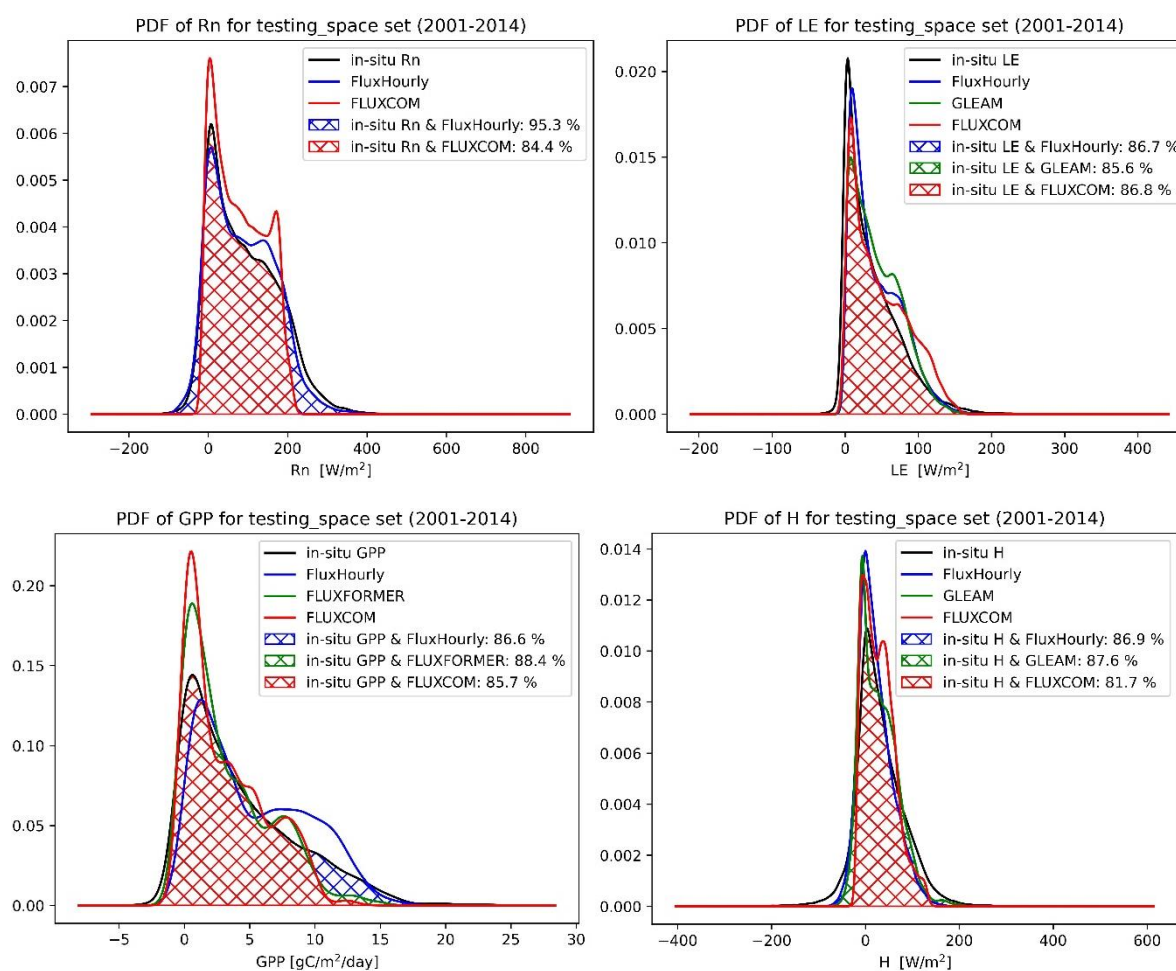 PDF of Rn for testing_space set (2001-2014)
in-situ Rn
FluxHourly
FLUXCOM
in-situ Rn & FluxHourly: 95.3 %
in-situ Rn & FLUXCOM: 84.4 %
0.007
0.006
0.005
0.004
0.003
0.002
0.001
0.000
−200 0 200 400 600 800
Rn [W/m²]
PDF of LE for testing_space set (2001-2014)
in-situ LE
FluxHourly
GLEAM
FLUXCOM
in-situ LE & FluxHourly: 86.7 %
in-situ LE & GLEAM: 85.6 %
in-situ LE & FLUXCOM: 86.8 %
0.020
0.015
0.010
0.005
0.000
−200 −100 0 100 200 300 400
LE [W/m²]
PDF of GPP for testing_space set (2001-2014)
in-situ GPP
FluxHourly
FLUXFORMER
FLUXCOM
in-situ GPP & FluxHourly: 86.6 %
in-situ GPP & FLUXFORMER: 88.4 %
in-situ GPP & FLUXCOM: 85.7 %
0.20
0.15
0.10
0.05
0.00
−5 0 5 10 15 20 25 30
GPP [gC/m²/day]
PDF of H for testing_space set (2001-2014)
in-situ H
FluxHourly
GLEAM
FLUXCOM
in-situ H & FluxHourly: 86.9 %
in-situ H & GLEAM: 87.6 %
in-situ H & FLUXCOM: 81.7 %
0.014
0.012
0.010
0.008
0.006
0.004
0.002
0.000
−400 −200 0 200 400 600
H [W/m²]